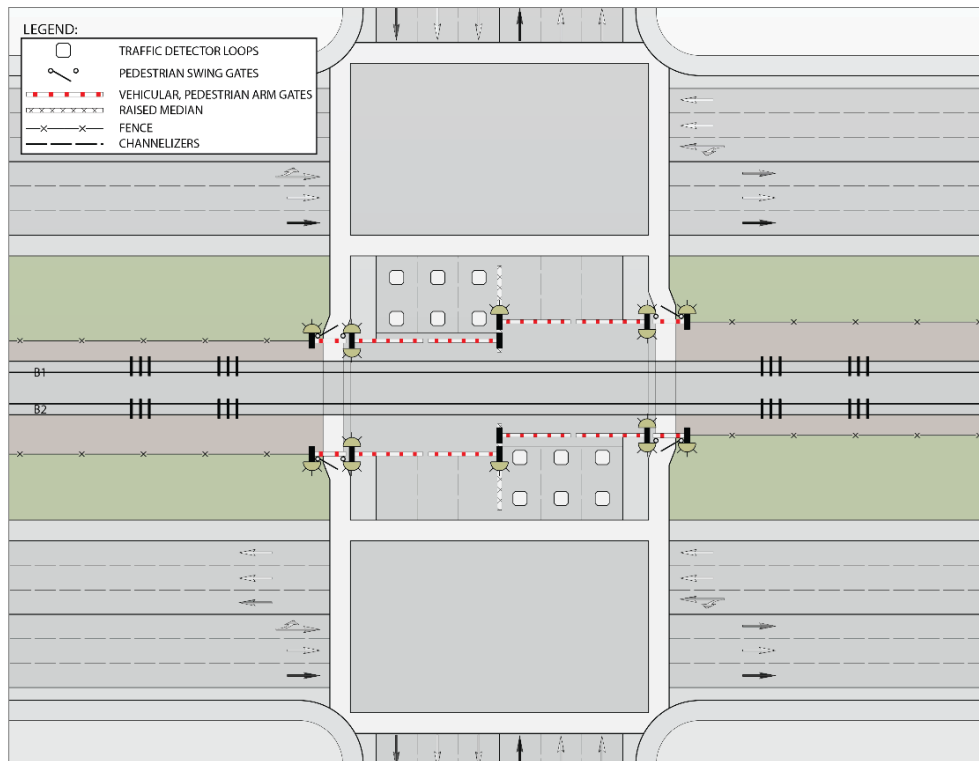 LEGEND:
TRAFFIC DETECTOR LOOPS
PEDESTRIAN SWING GATES
VEHICULAR, PEDESTRIAN ARM GATES
RAISED MEDIAN
FENCE
CHANNELIZERS
B1
B2